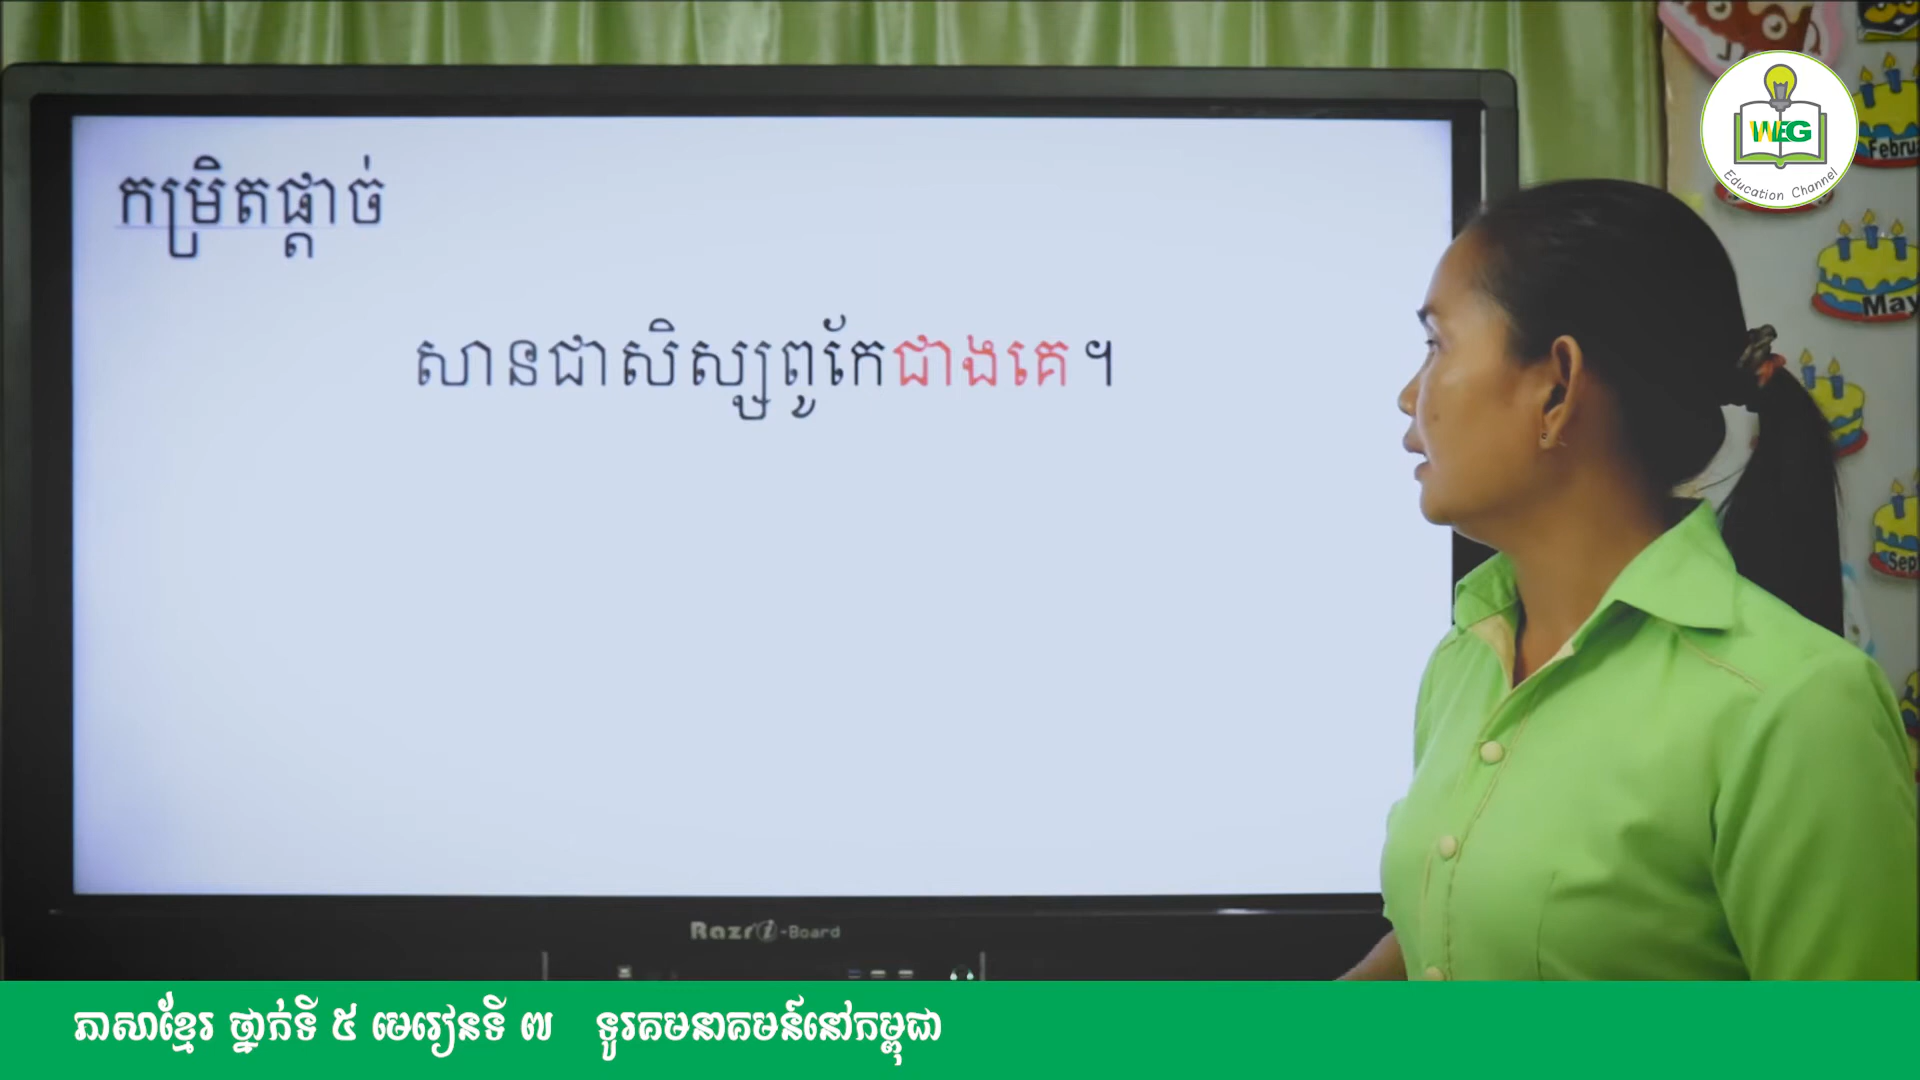 កម្រិតផ្ដាច់
សានជាសិស្សពូកែជាងគេ។
WEG
Education Channel
May
Razr i-Board
ភាសាខ្មែរ ថ្នាក់ទី ៥ មេរៀនទី ៧ ទូរគមនាគមន៍នៅកម្ពុជា